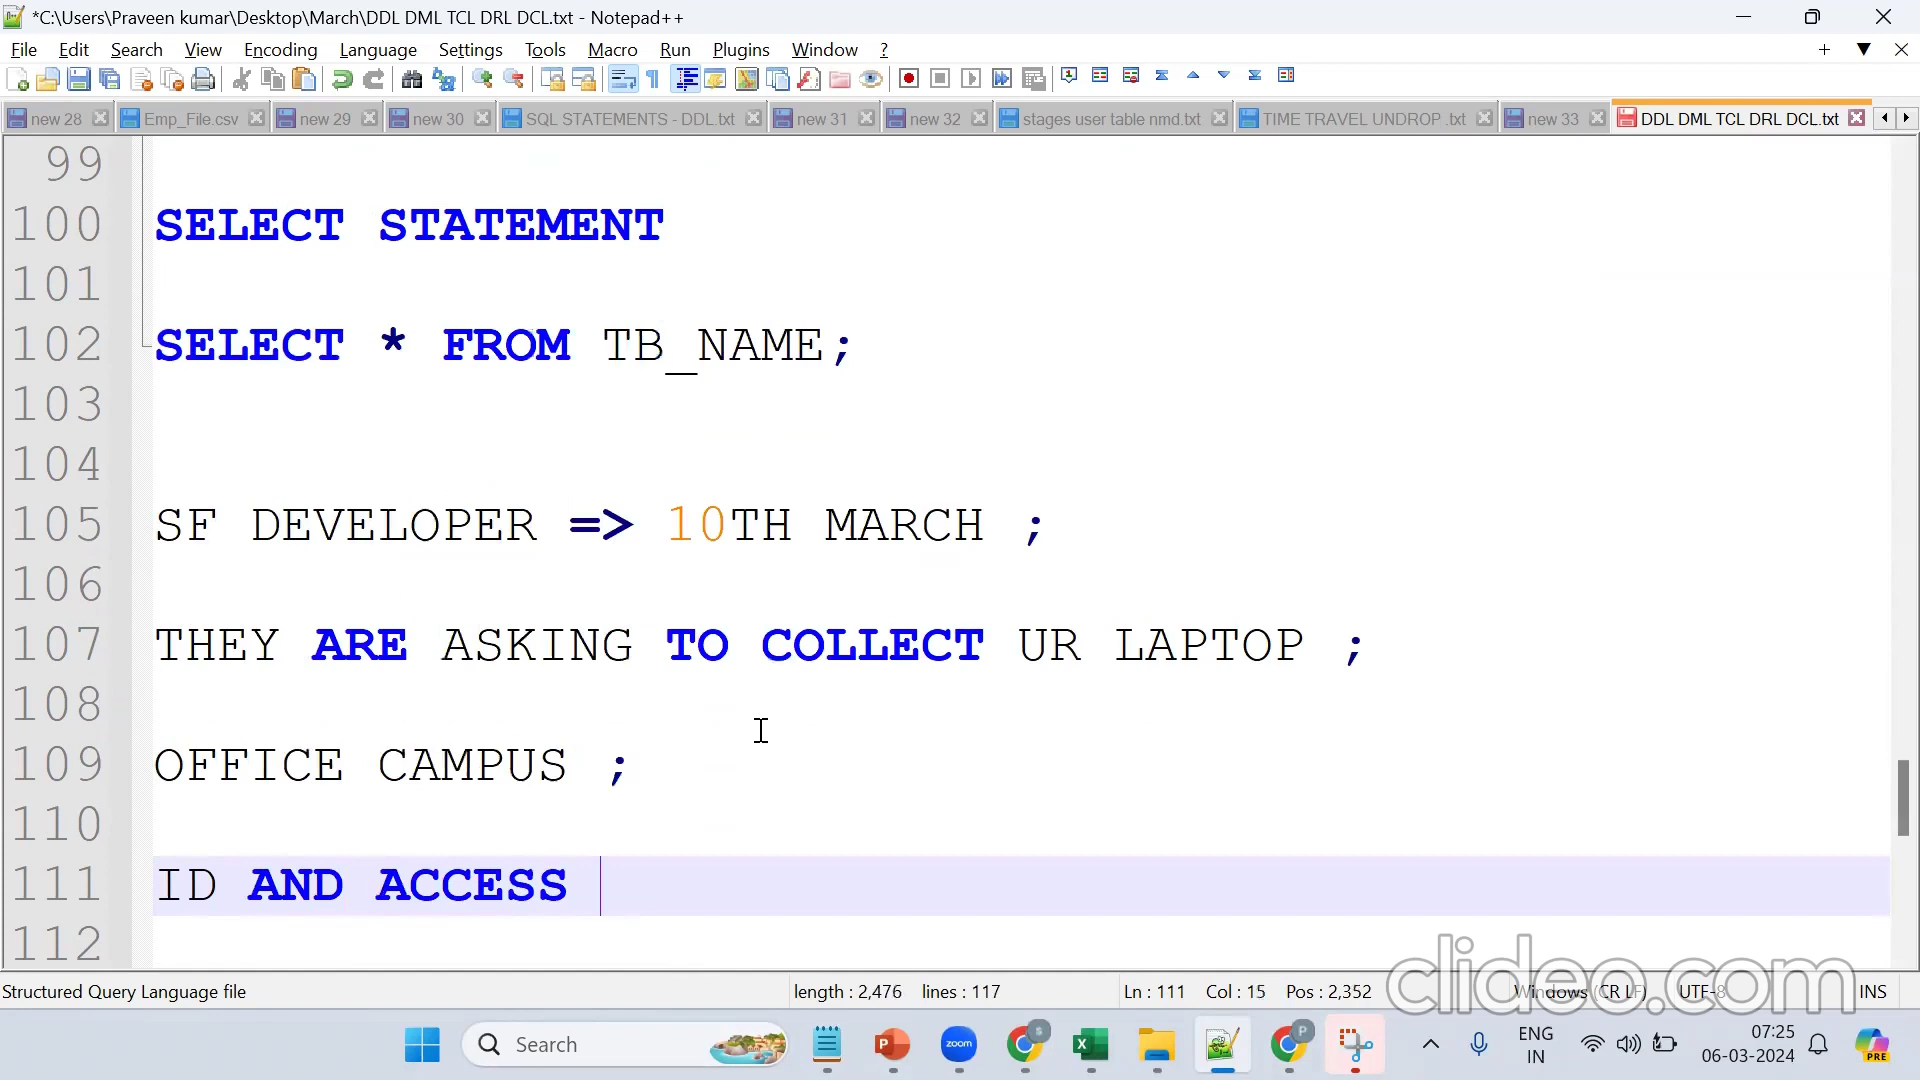 *C:\Users\Praveen kumar\Desktop\March\DDL DML TCL DRL DCL.txt - Notepad++
File Edit Search View Encoding Language Settings Tools Macro Run Plugins Window ?
new 28 Emp_File.csv new 29 new 30 SQL STATEMENTS - DDL.txt new 31 new 32 stages user table nmd.txt TIME TRAVEL UNDROP .txt new 33 DDL DML TCL DRL DCL.txt
99
100 SELECT STATEMENT
101
102 SELECT * FROM TB_NAME;
103
104
105 SF DEVELOPER => 10TH MARCH ;
106
107 THEY ARE ASKING TO COLLECT UR LAPTOP ;
108
109 OFFICE CAMPUS ;
110
111 ID AND ACCESS
112
Structured Query Language file length : 2,476 lines : 117 Ln : 111 Col : 15 Pos : 2,352 Windows (CR LF) UTF-8 INS
clideo.com
Search zoom ENG 07:25
IN 06-03-2024 PRE